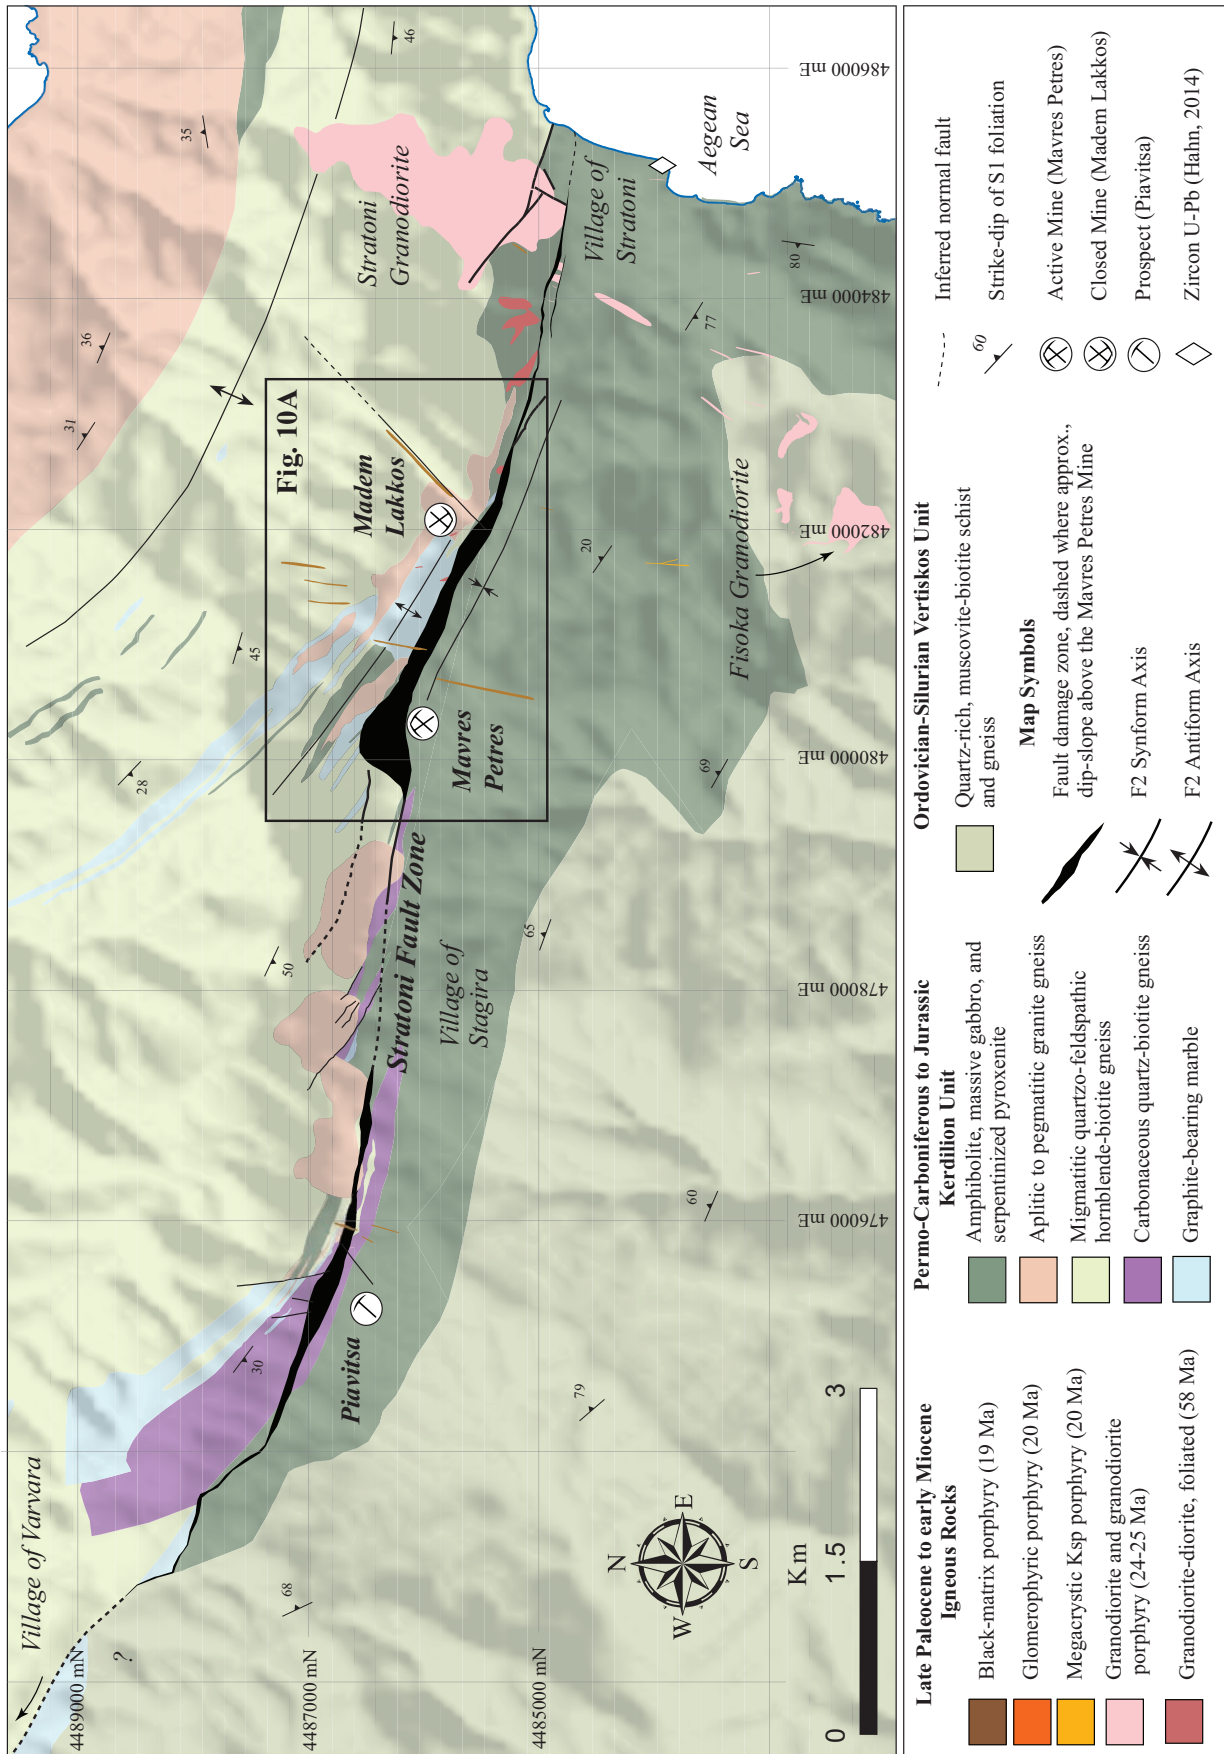 Village of Varvara
?
4489000 mN
4487000 mN
4485000 mN
68
30
79
60
50
65
28
45
69
20
31
36
35
46
77
80
Piavitsa
Stratoni Fault Zone
Village of
Stagira
Mavres
Petres
Madem
Lakkos
Fig. 10A
Stratoni
Granodiorite
Fisoka Granodiorite
Village of
Stratoni
Aegean
Sea
476000 mE
478000 mE
480000 mE
482000 mE
484000 mE
486000 mE
N
E
S
W
Km
0
1.5
3
Late Paleocene to early Miocene
Igneous Rocks
Black-matrix porphyry (19 Ma)
Glomerophyric porphyry (20 Ma)
Megacrystic Ksp porphyry (20 Ma)
Granodiorite and granodiorite
porphyry (24-25 Ma)
Granodiorite-diorite, foliated (58 Ma)
Permo-Carboniferous to Jurassic
Kerdilion Unit
Amphibolite, massive gabbro, and
serpentinized pyroxenite
Aplitic to pegmatitic granite gneiss
Migmatitic quartzo-feldspathic
hornblende-biotite gneiss
Carbonaceous quartz-biotite gneiss
Graphite-bearing marble
Ordovician-Silurian Vertiskos Unit
Quartz-rich, muscovite-biotite schist
and gneiss
Map Symbols
Fault damage zone, dashed where approx.,
dip-slope above the Mavres Petres Mine
F2 Synform Axis
F2 Antiform Axis
Inferred normal fault
60
Strike-dip of S1 foliation
Active Mine (Mavres Petres)
Closed Mine (Madem Lakkos)
Prospect (Piavitsa)
Zircon U-Pb (Hahn, 2014)